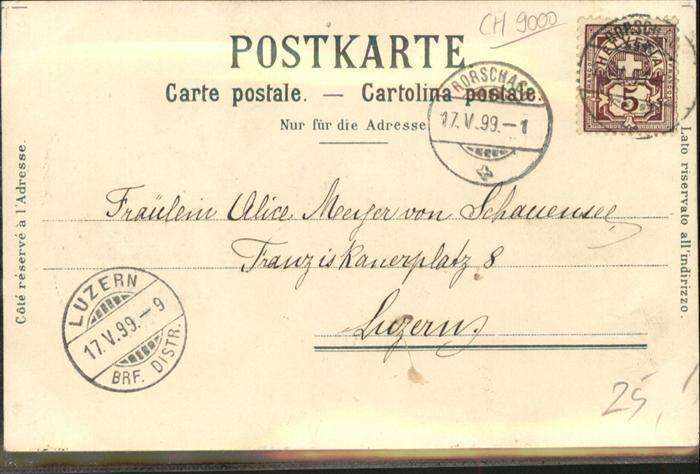 CH 9000
POSTKARTE.
Carte postale. — Cartolina postale.
Nur für die Adresse.
RORSCHACH
17.V.99.-1
HELVETIA
5
RORSCH
Côté réservé à l'Adresse.
Lato riservato all'indirizzo.
Fräulein Alice Meyer von Schauensee
Franziskanerplatz 8
Luzern
LUZERN
17.V.99.-9
BRF. DISTR.
25,